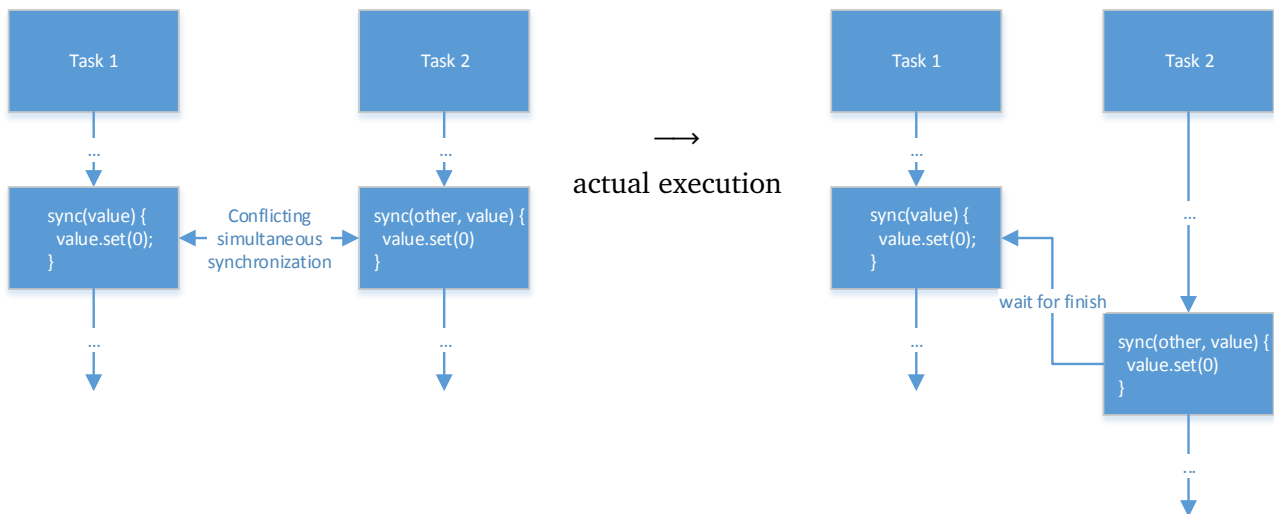 Task 1
Task 2
...
...
sync(value) {
value.set(0);
}
Conflicting
simultaneous
synchronization
sync(other, value) {
value.set(0)
}
...
...
⟶
actual execution
Task 1
Task 2
...
...
sync(value) {
value.set(0);
}
wait for finish
sync(other, value) {
value.set(0)
}
...
...